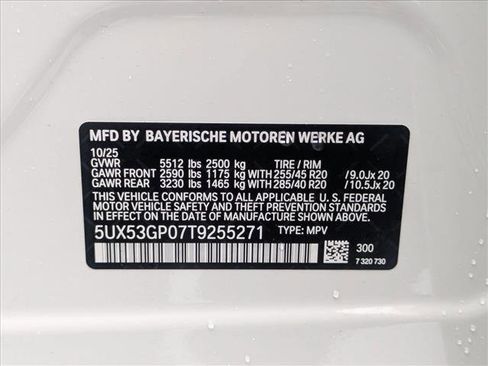 MFD BY BAYERISCHE MOTOREN WERKE AG
10/25
GVWR 5512 lbs 2500 kg TIRE / RIM
GAWR FRONT 2590 lbs 1175 kg WITH 255/45 R20 /9.0Jx 20
GAWR REAR 3230 lbs 1465 kg WITH 285/40 R20 /10.5Jx 20
THIS VEHICLE CONFORMS TO ALL APPLICABLE U. S. FEDERAL
MOTOR VEHICLE SAFETY AND THEFT PREVENTION STANDARDS IN
EFFECT ON THE DATE OF MANUFACTURE SHOWN ABOVE.
5UX53GP07T9255271 TYPE: MPV
300
7 320 730